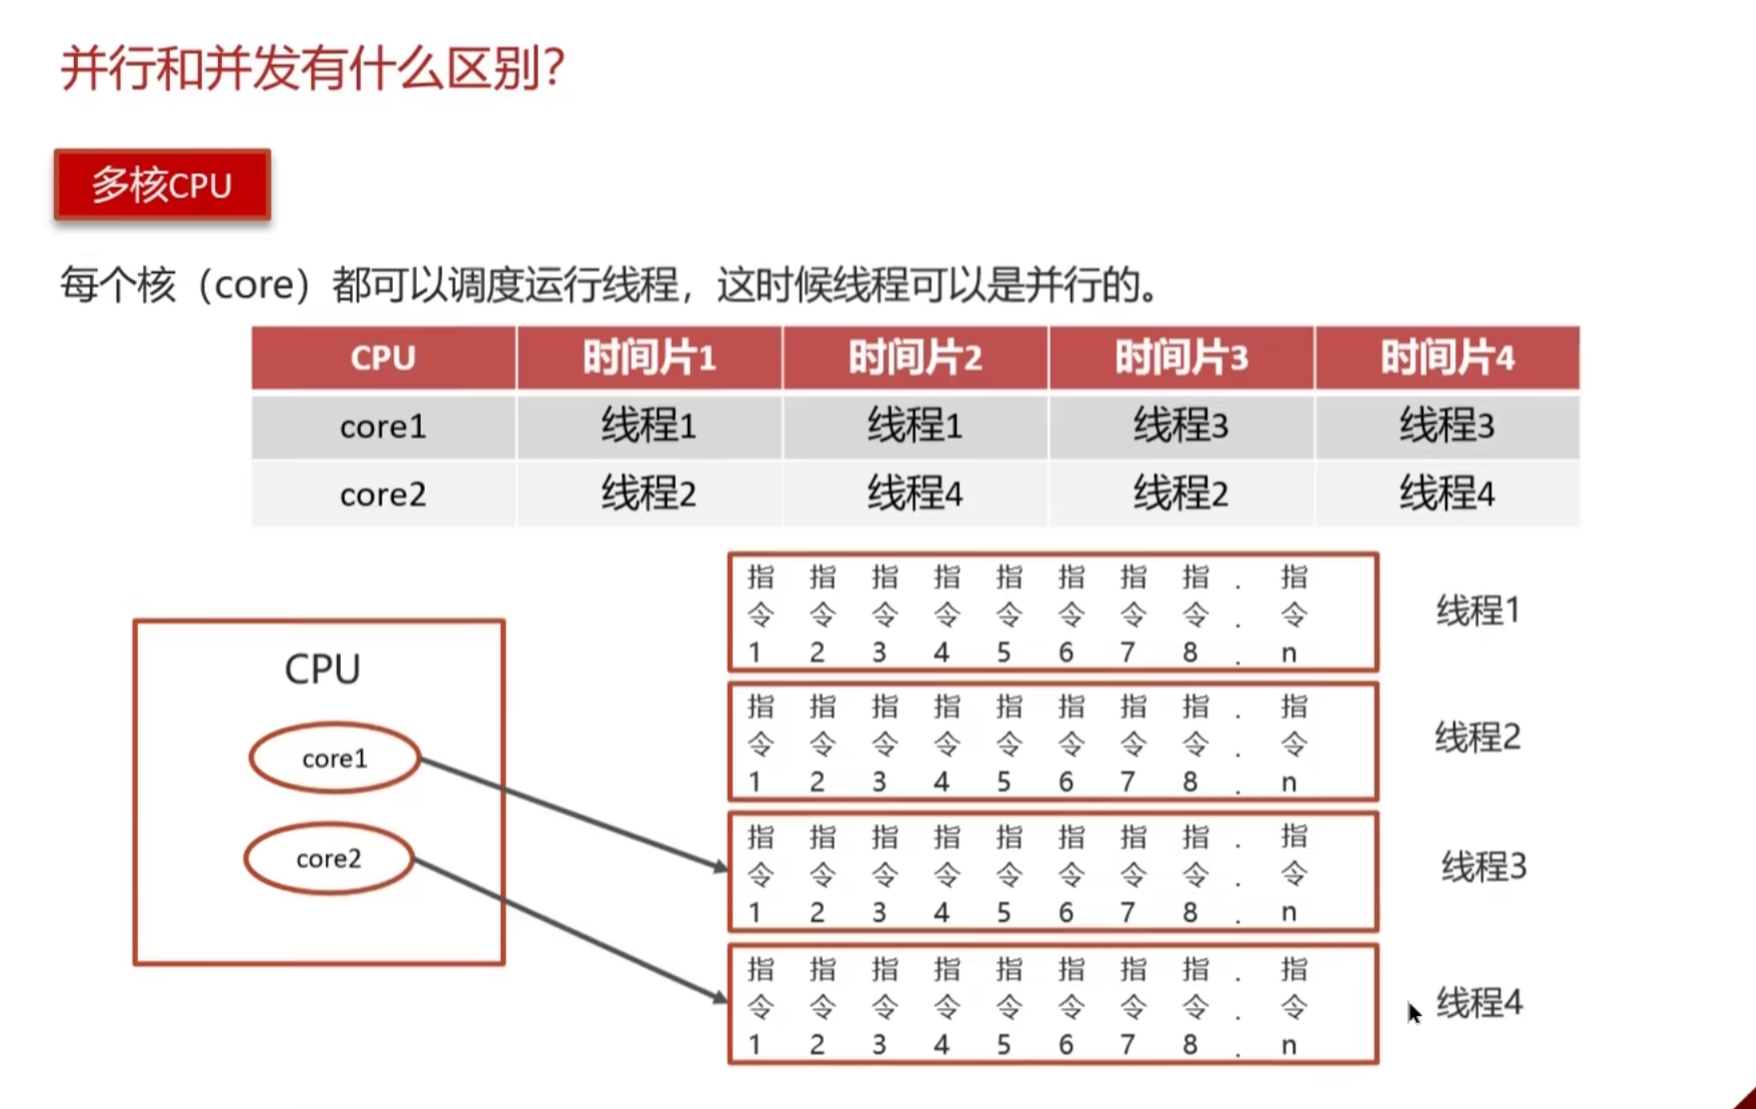 并行和并发有什么区别？
多核CPU
每个核（core）都可以调度运行线程，这时候线程可以是并行的。
CPU 时间片1 时间片2 时间片3 时间片4
core1 线程1 线程1 线程3 线程3
core2 线程2 线程4 线程2 线程4
CPU
core1
core2
指 指 指 指 指 指 指 指 . 指
令 令 令 令 令 令 令 令 . 令
1 2 3 4 5 6 7 8 . n
线程1
指 指 指 指 指 指 指 指 . 指
令 令 令 令 令 令 令 令 . 令
1 2 3 4 5 6 7 8 . n
线程2
指 指 指 指 指 指 指 指 . 指
令 令 令 令 令 令 令 令 . 令
1 2 3 4 5 6 7 8 . n
线程3
指 指 指 指 指 指 指 指 . 指
令 令 令 令 令 令 令 令 . 令
1 2 3 4 5 6 7 8 . n
线程4